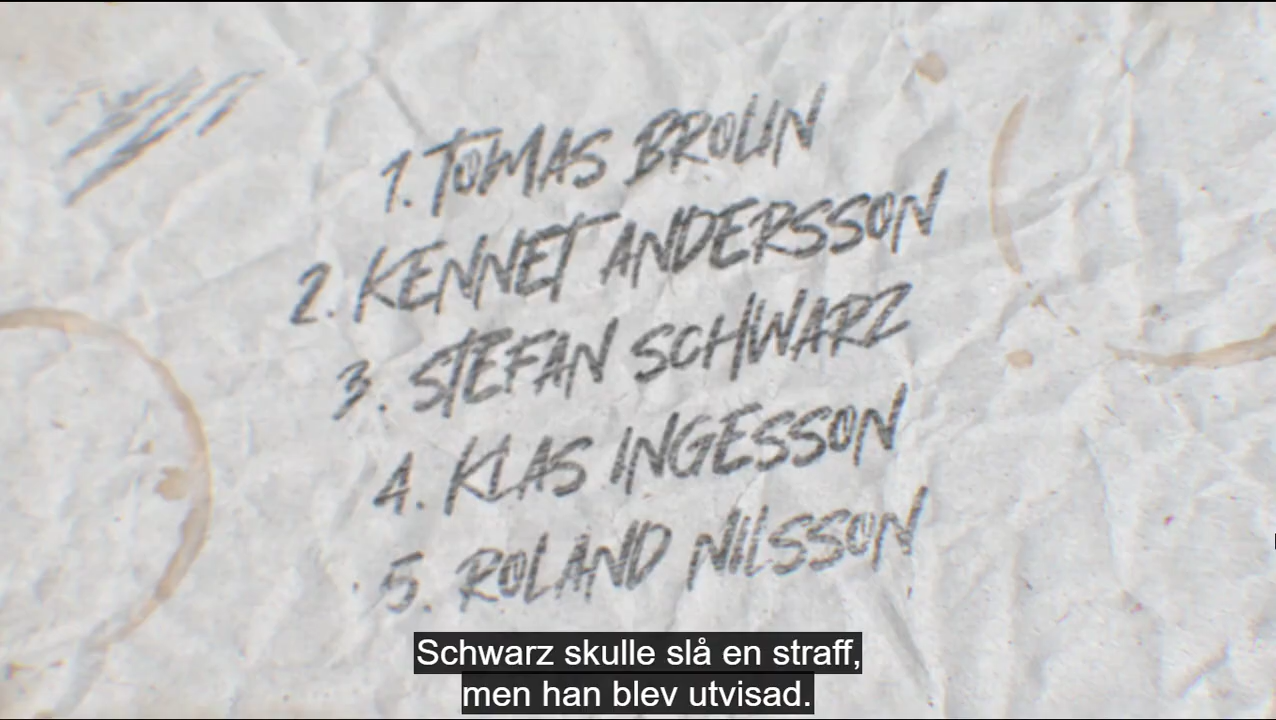 1. TOMAS BROLIN
2. KENNET ANDERSSON
3. STEFAN SCHWARZ
4. KLAS INGESSON
5. ROLAND NILSSON
Schwarz skulle slå en straff,
men han blev utvisad.